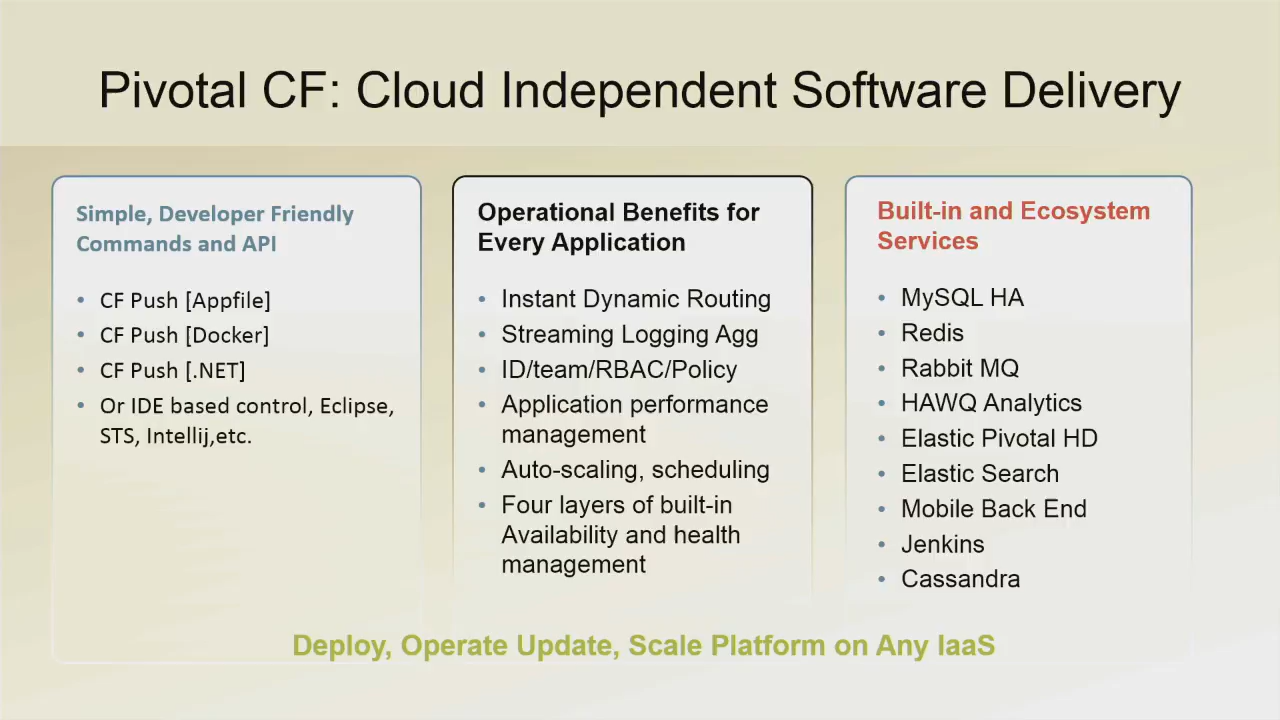 Pivotal CF: Cloud Independent Software Delivery
Simple, Developer Friendly
Commands and API
• CF Push [Appfile]
• CF Push [Docker]
• CF Push [.NET]
• Or IDE based control, Eclipse,
STS, Intellij,etc.
Operational Benefits for
Every Application
• Instant Dynamic Routing
• Streaming Logging Agg
• ID/team/RBAC/Policy
• Application performance
management
• Auto-scaling, scheduling
• Four layers of built-in
Availability and health
management
Built-in and Ecosystem
Services
• MySQL HA
• Redis
• Rabbit MQ
• HAWQ Analytics
• Elastic Pivotal HD
• Elastic Search
• Mobile Back End
• Jenkins
• Cassandra
Deploy, Operate Update, Scale Platform on Any IaaS